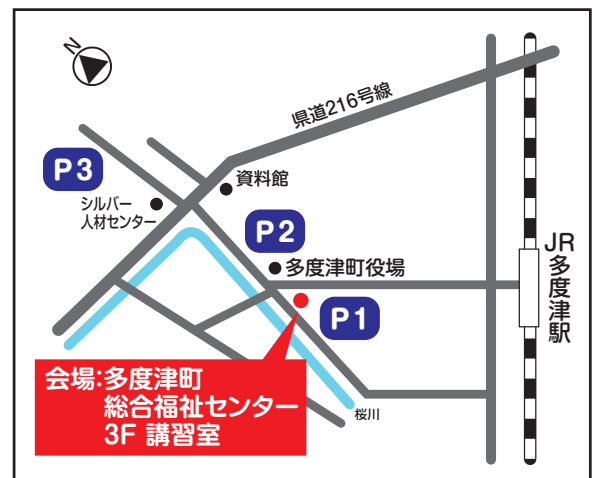 N
県道216号線
P3
資料館
シルバー
人材センター
P2
多度津町役場
JR多度津駅
P1
会場:多度津町
総合福祉センター
3F 講習室
桜川